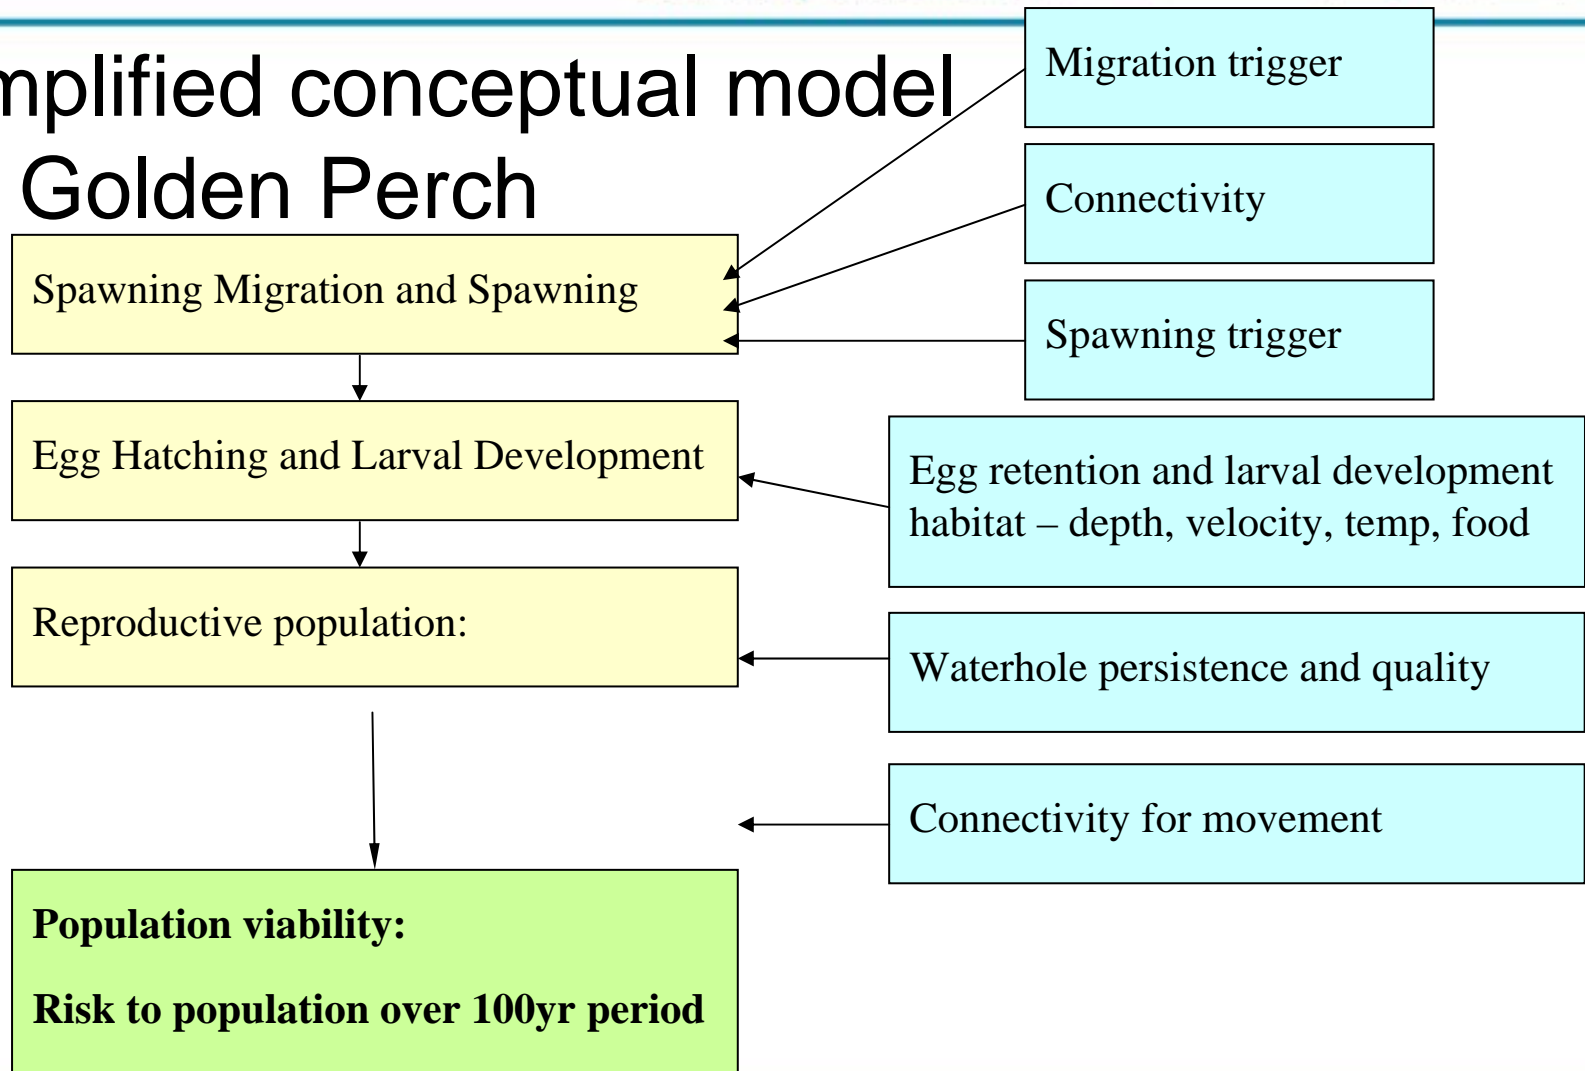 mplified conceptual model
Golden Perch
Migration trigger
Connectivity
Spawning trigger
Spawning Migration and Spawning
Egg Hatching and Larval Development
Egg retention and larval development
habitat – depth, velocity, temp, food
Reproductive population:
Waterhole persistence and quality
Connectivity for movement
Population viability:
Risk to population over 100yr period